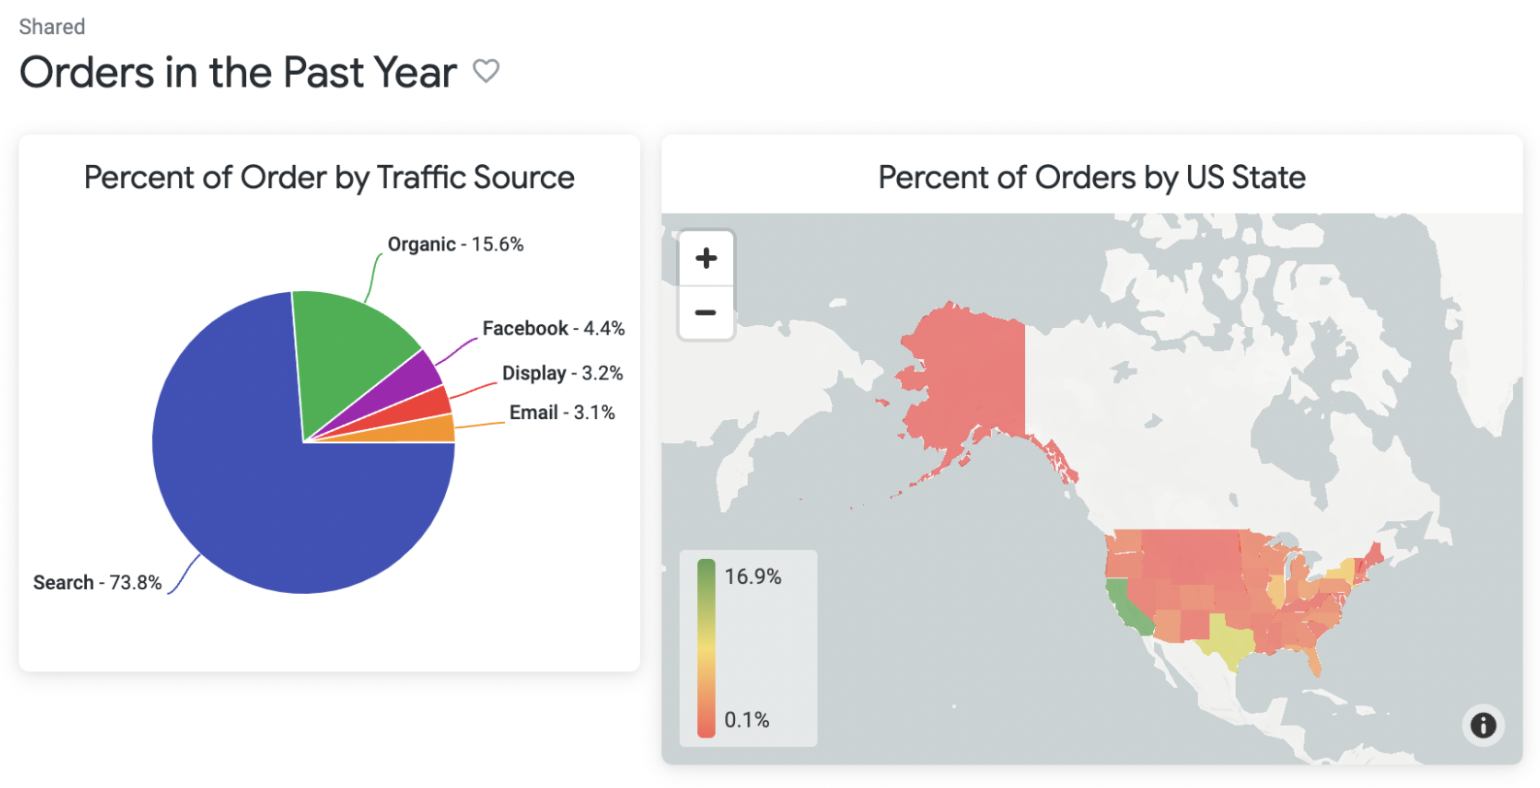 Shared
Orders in the Past Year
Percent of Order by Traffic Source
Organic - 15.6%
Facebook - 4.4%
Display - 3.2%
Email - 3.1%
Search - 73.8%
Percent of Orders by US State
+
−
16.9%
0.1%
i